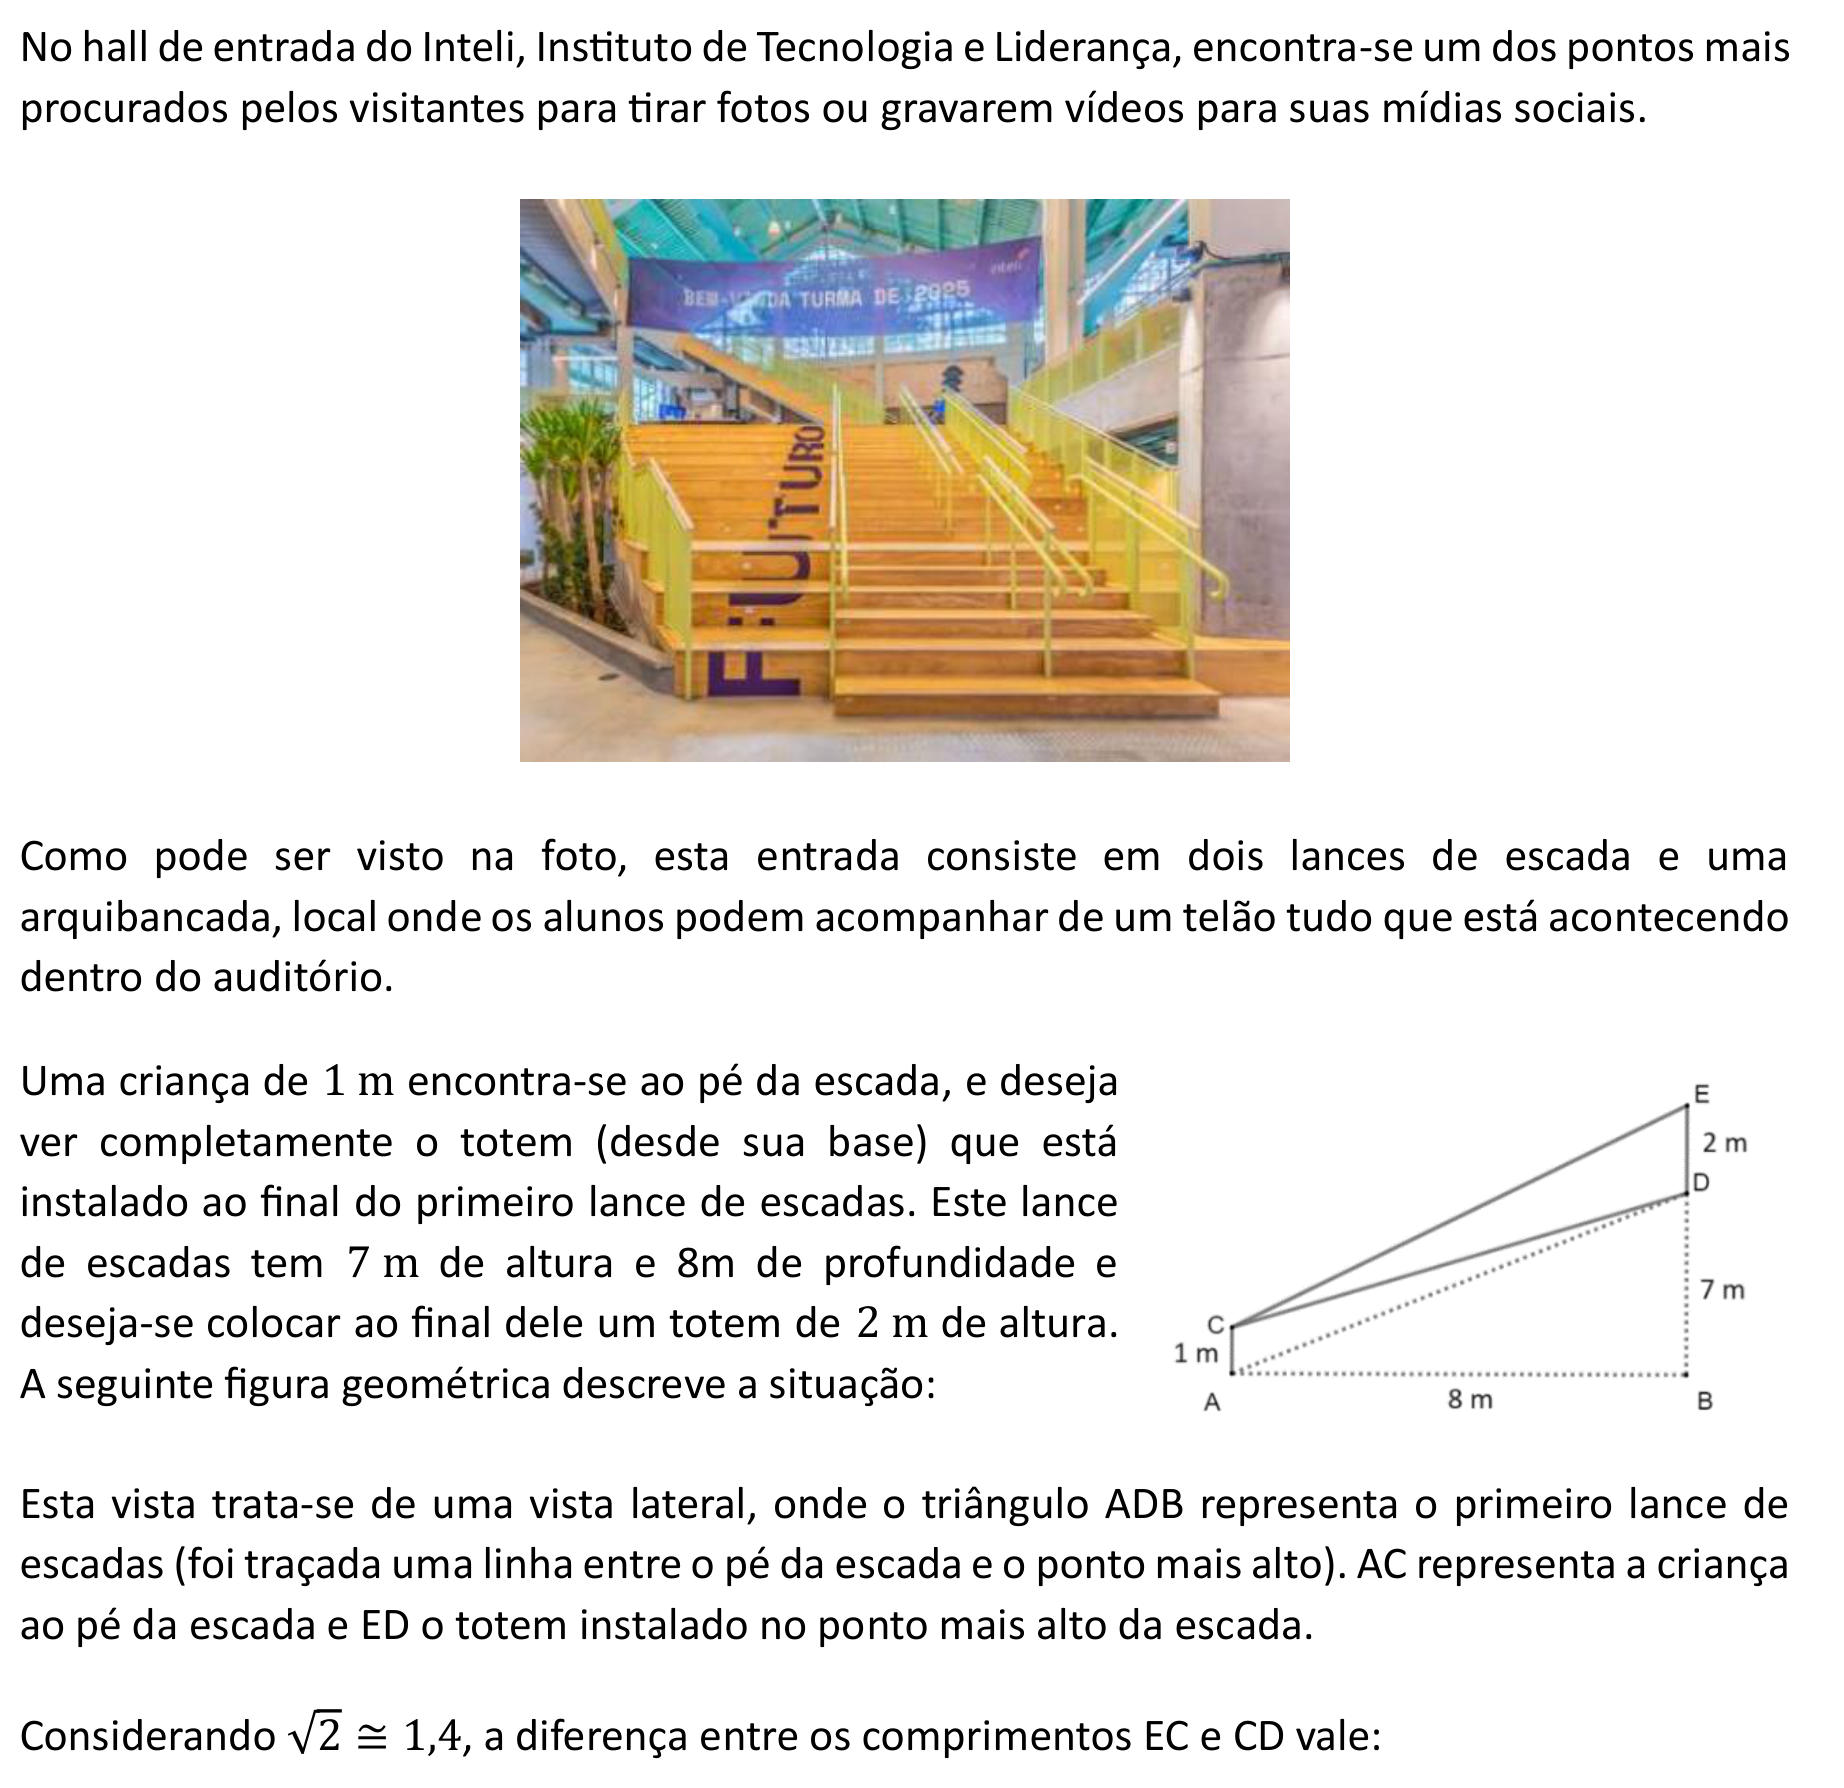 No hall de entrada do Inteli, Instituto de Tecnologia e Liderança, encontra-se um dos pontos mais
procurados pelos visitantes para tirar fotos ou gravarem vídeos para suas mídias sociais.
inteli
BEM-VINDA TURMA DE 2025
F:U'TURO
Como pode ser visto na foto, esta entrada consiste em dois lances de escada e uma
arquibancada, local onde os alunos podem acompanhar de um telão tudo que está acontecendo
dentro do auditório.
Uma criança de 1 m encontra-se ao pé da escada, e deseja
ver completamente o totem (desde sua base) que está
instalado ao final do primeiro lance de escadas. Este lance
de escadas tem 7 m de altura e 8m de profundidade e
deseja-se colocar ao final dele um totem de 2 m de altura.
A seguinte figura geométrica descreve a situação:
E
2 m
D
7 m
C
1 m
A
8 m
B
Esta vista trata-se de uma vista lateral, onde o triângulo ADB representa o primeiro lance de
escadas (foi traçada uma linha entre o pé da escada e o ponto mais alto). AC representa a criança
ao pé da escada e ED o totem instalado no ponto mais alto da escada.
Considerando √2 ≅ 1,4, a diferença entre os comprimentos EC e CD vale: